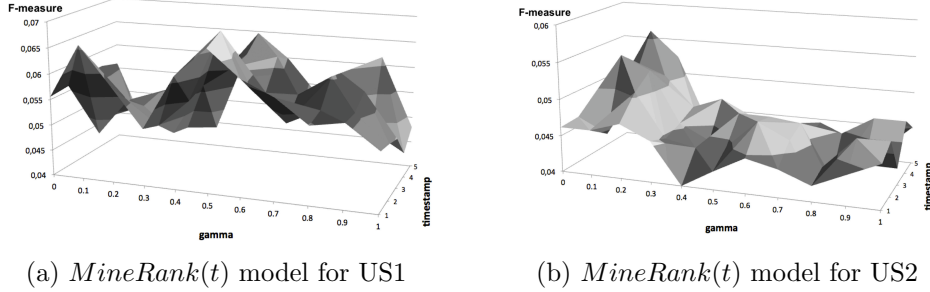 F-measure
0,07
0,065
0,06
0,055
0,05
0,045
0,04
0 0.1 0.2 0.3 0.4 0.5 0.6 0.7 0.8 0.9 1
gamma
1 2 3 4 5
timestamp
(a) MineRank(t) model for US1
F-measure
0,06
0,055
0,05
0,045
0,04
0 0.1 0.2 0.3 0.4 0.5 0.6 0.7 0.8 0.9 1
gamma
1 2 3 4 5
timestamp
(b) MineRank(t) model for US2